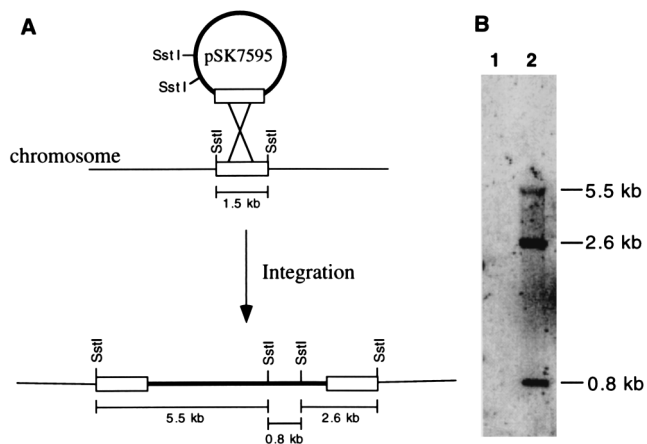 A
B
SstI
pSK7595
SstI
1 2
SstI SstI
chromosome
1.5 kb
5.5 kb
2.6 kb
Integration
SstI SstI SstI SstI
0.8 kb
5.5 kb 2.6 kb
0.8 kb